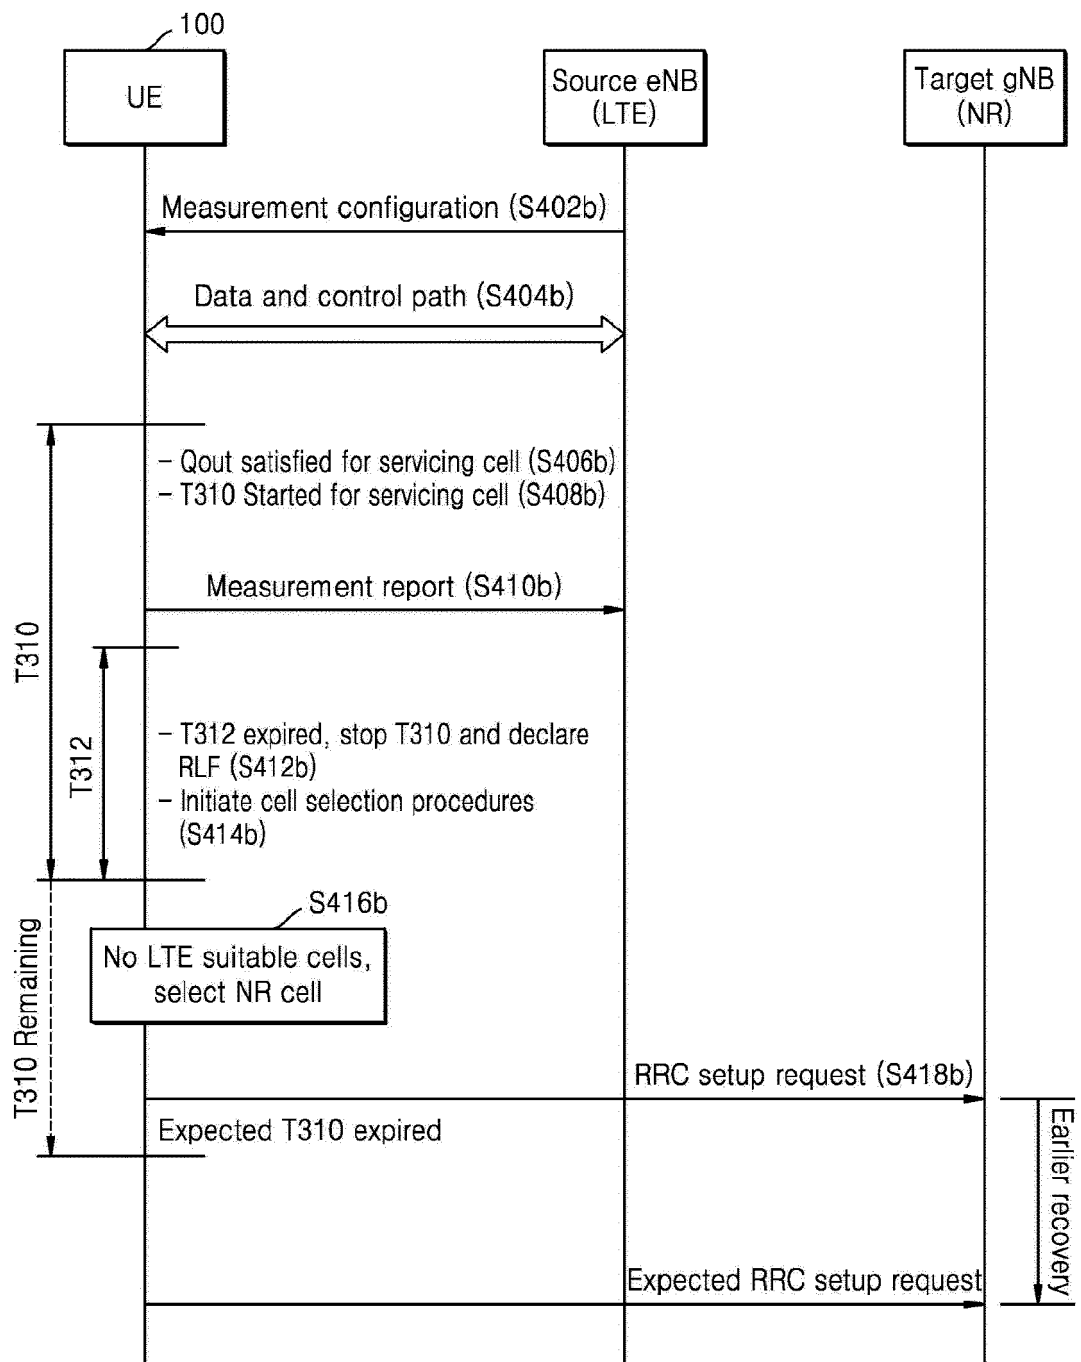 100
UE
Source eNB
(LTE)
Target gNB
(NR)
Measurement configuration (S402b)
Data and control path (S404b)
– Qout satisfied for servicing cell (S406b)
– T310 Started for servicing cell (S408b)
Measurement report (S410b)
T310
T312
– T312 expired, stop T310 and declare
RLF (S412b)
– Initiate cell selection procedures
(S414b)
S416b
No LTE suitable cells,
select NR cell
T310 Remaining
RRC setup request (S418b)
Expected T310 expired
Earlier recovery
Expected RRC setup request